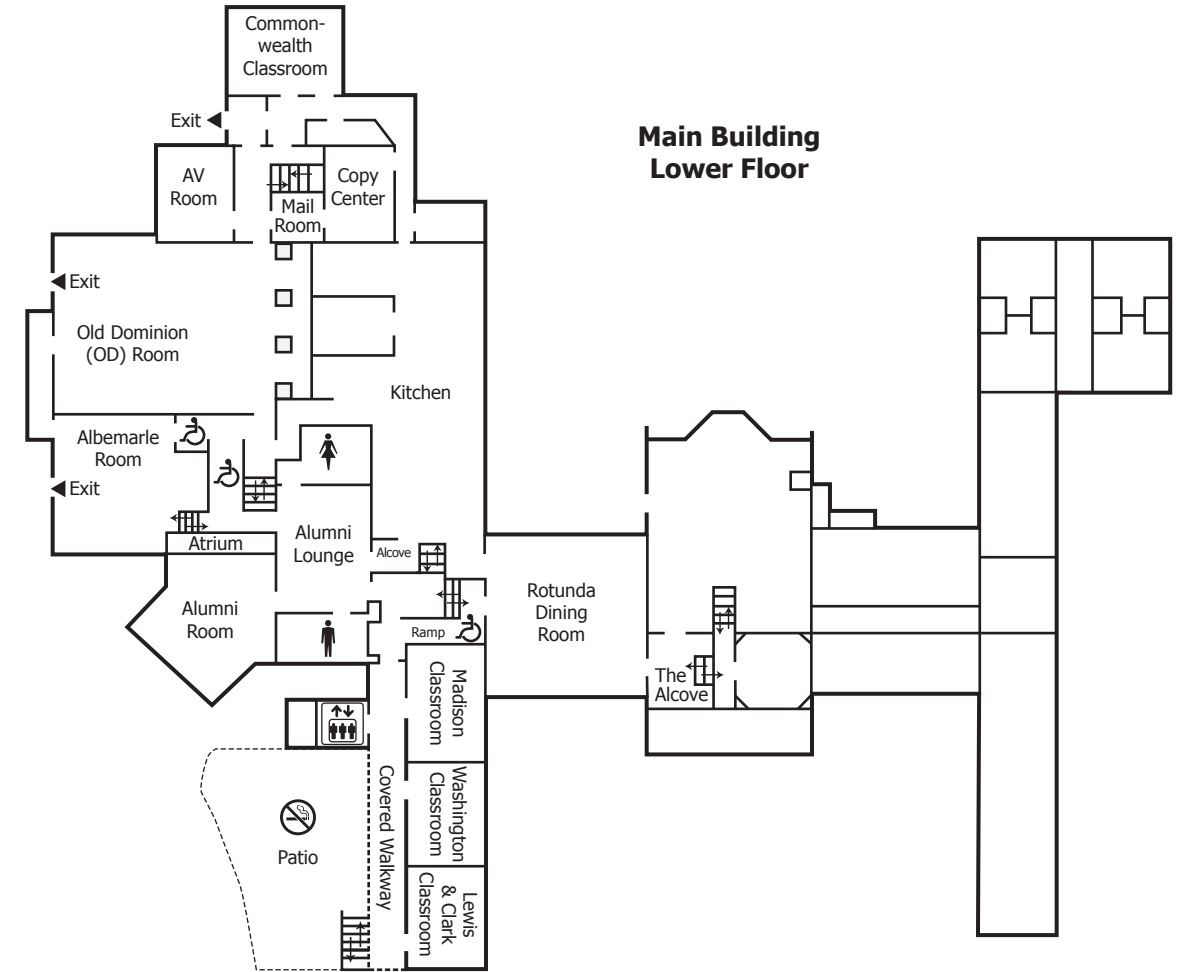 Common-
wealth
Classroom
Exit
Main Building
Lower Floor
AV
Room
Copy
Center
Mail
Room
Exit
Old Dominion
(OD) Room
Kitchen
Albemarle
Room
Exit
Atrium
Alumni
Lounge
Alcove
Alumni
Room
Rotunda
Dining
Room
Ramp
The
Alcove
Madison
Classroom
Covered Walkway
Washington
Classroom
Patio
Lewis
& Clark
Classroom